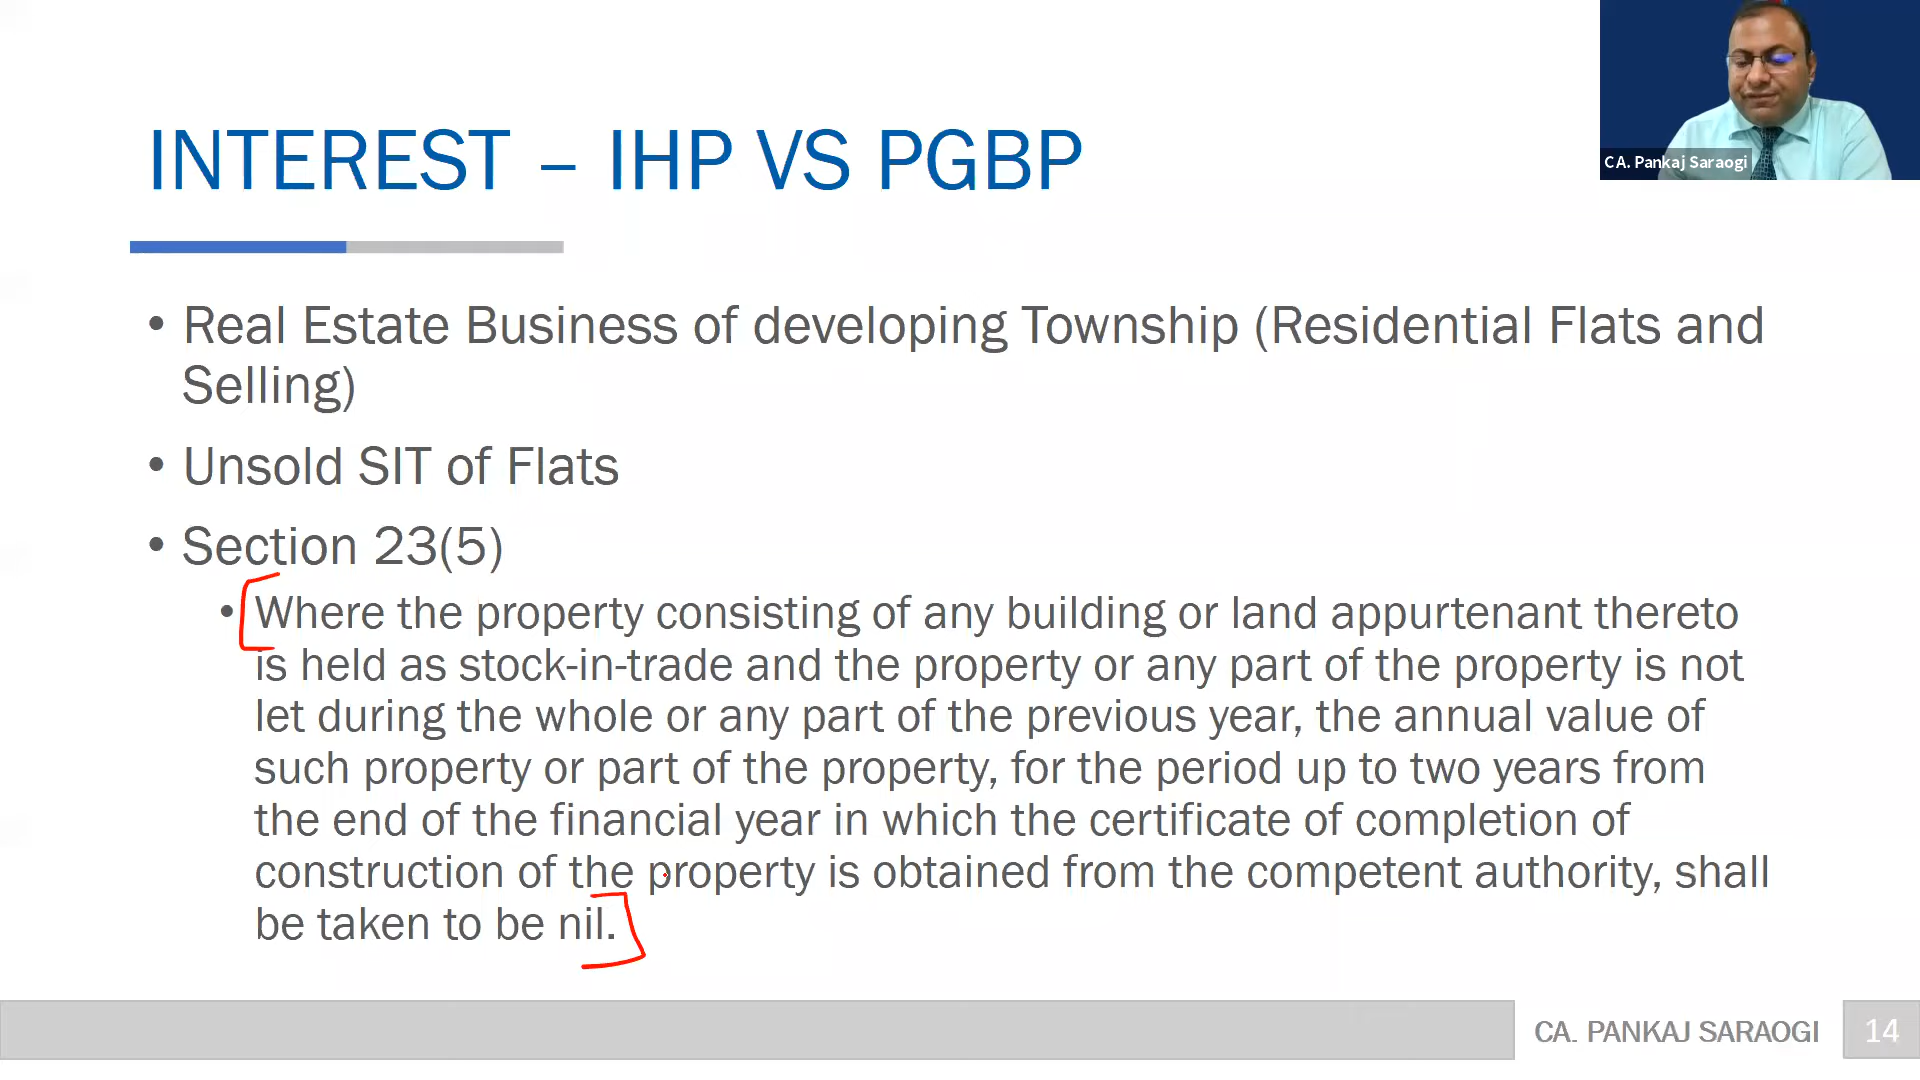 INTEREST – IHP VS PGBP
CA. Pankaj Saraogi
• Real Estate Business of developing Township (Residential Flats and
Selling)
• Unsold SIT of Flats
• Section 23(5)
• Where the property consisting of any building or land appurtenant thereto
is held as stock-in-trade and the property or any part of the property is not
let during the whole or any part of the previous year, the annual value of
such property or part of the property, for the period up to two years from
the end of the financial year in which the certificate of completion of
construction of the property is obtained from the competent authority, shall
be taken to be nil.
CA. PANKAJ SARAOGI
14